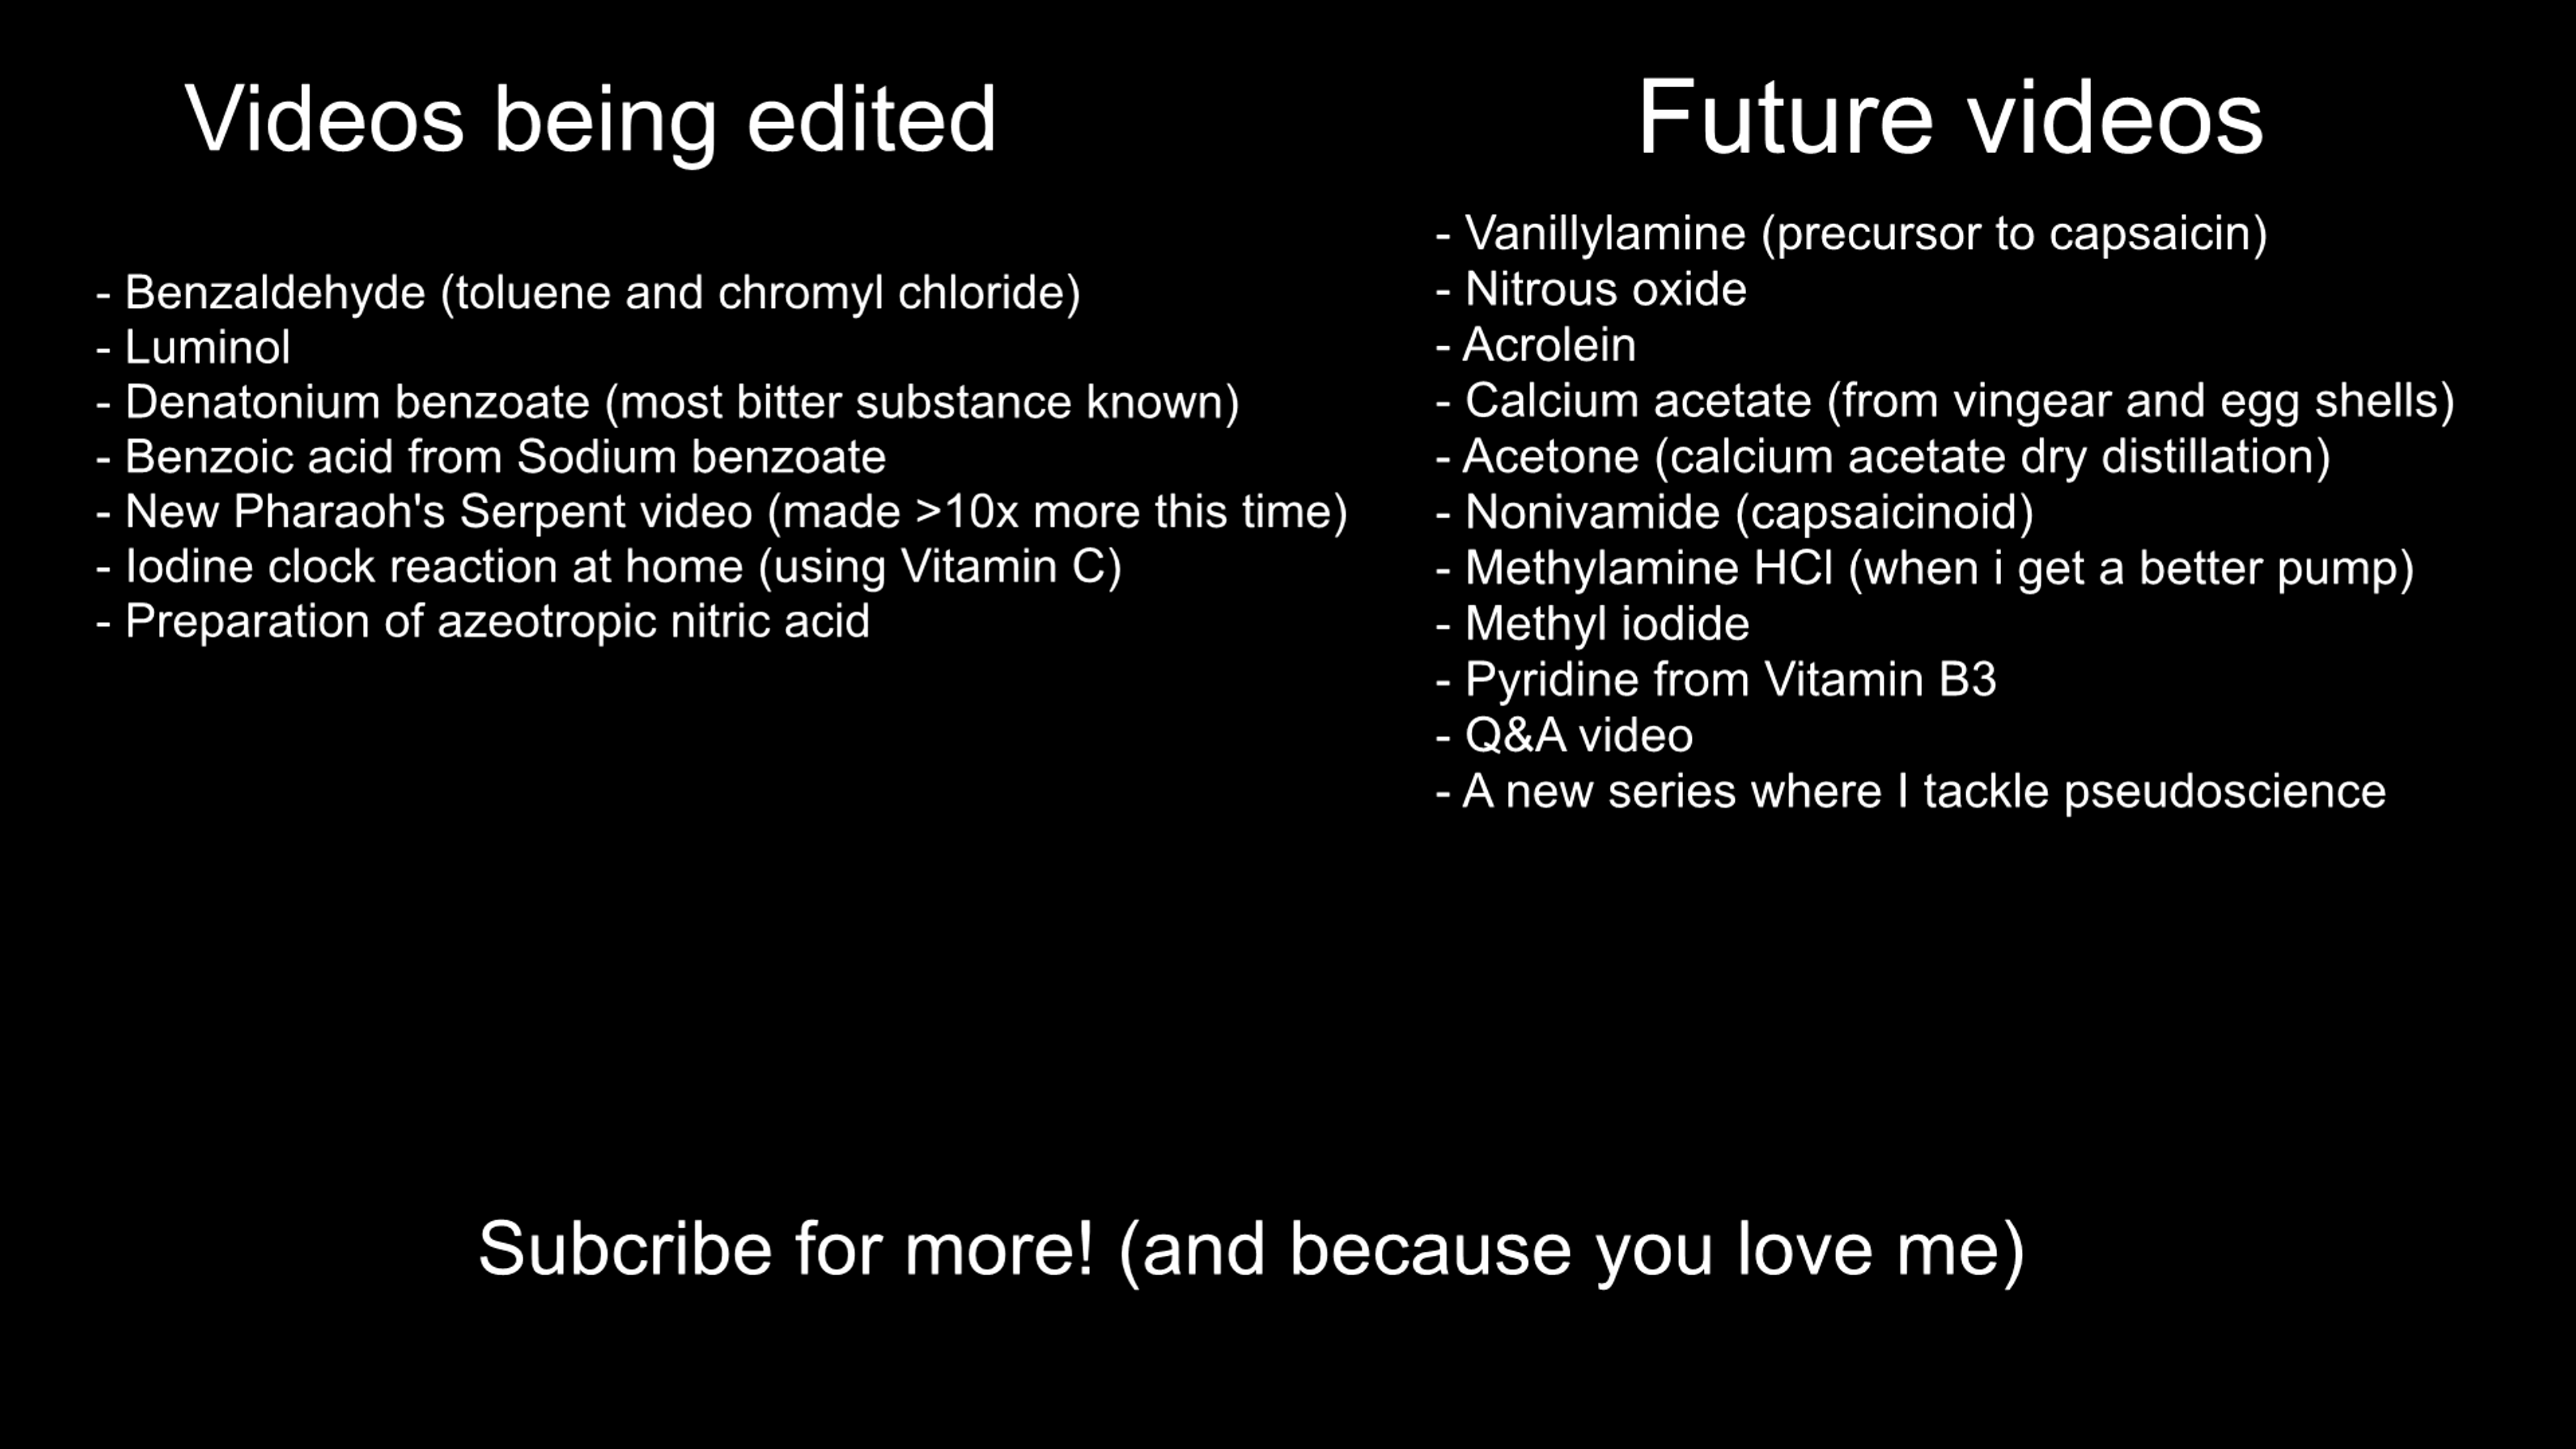 Videos being edited
- Benzaldehyde (toluene and chromyl chloride)
- Luminol
- Denatonium benzoate (most bitter substance known)
- Benzoic acid from Sodium benzoate
- New Pharaoh's Serpent video (made >10x more this time)
- Iodine clock reaction at home (using Vitamin C)
- Preparation of azeotropic nitric acid
Future videos
- Vanillylamine (precursor to capsaicin)
- Nitrous oxide
- Acrolein
- Calcium acetate (from vingear and egg shells)
- Acetone (calcium acetate dry distillation)
- Nonivamide (capsaicinoid)
- Methylamine HCl (when i get a better pump)
- Methyl iodide
- Pyridine from Vitamin B3
- Q&A video
- A new series where I tackle pseudoscience
Subcribe for more! (and because you love me)